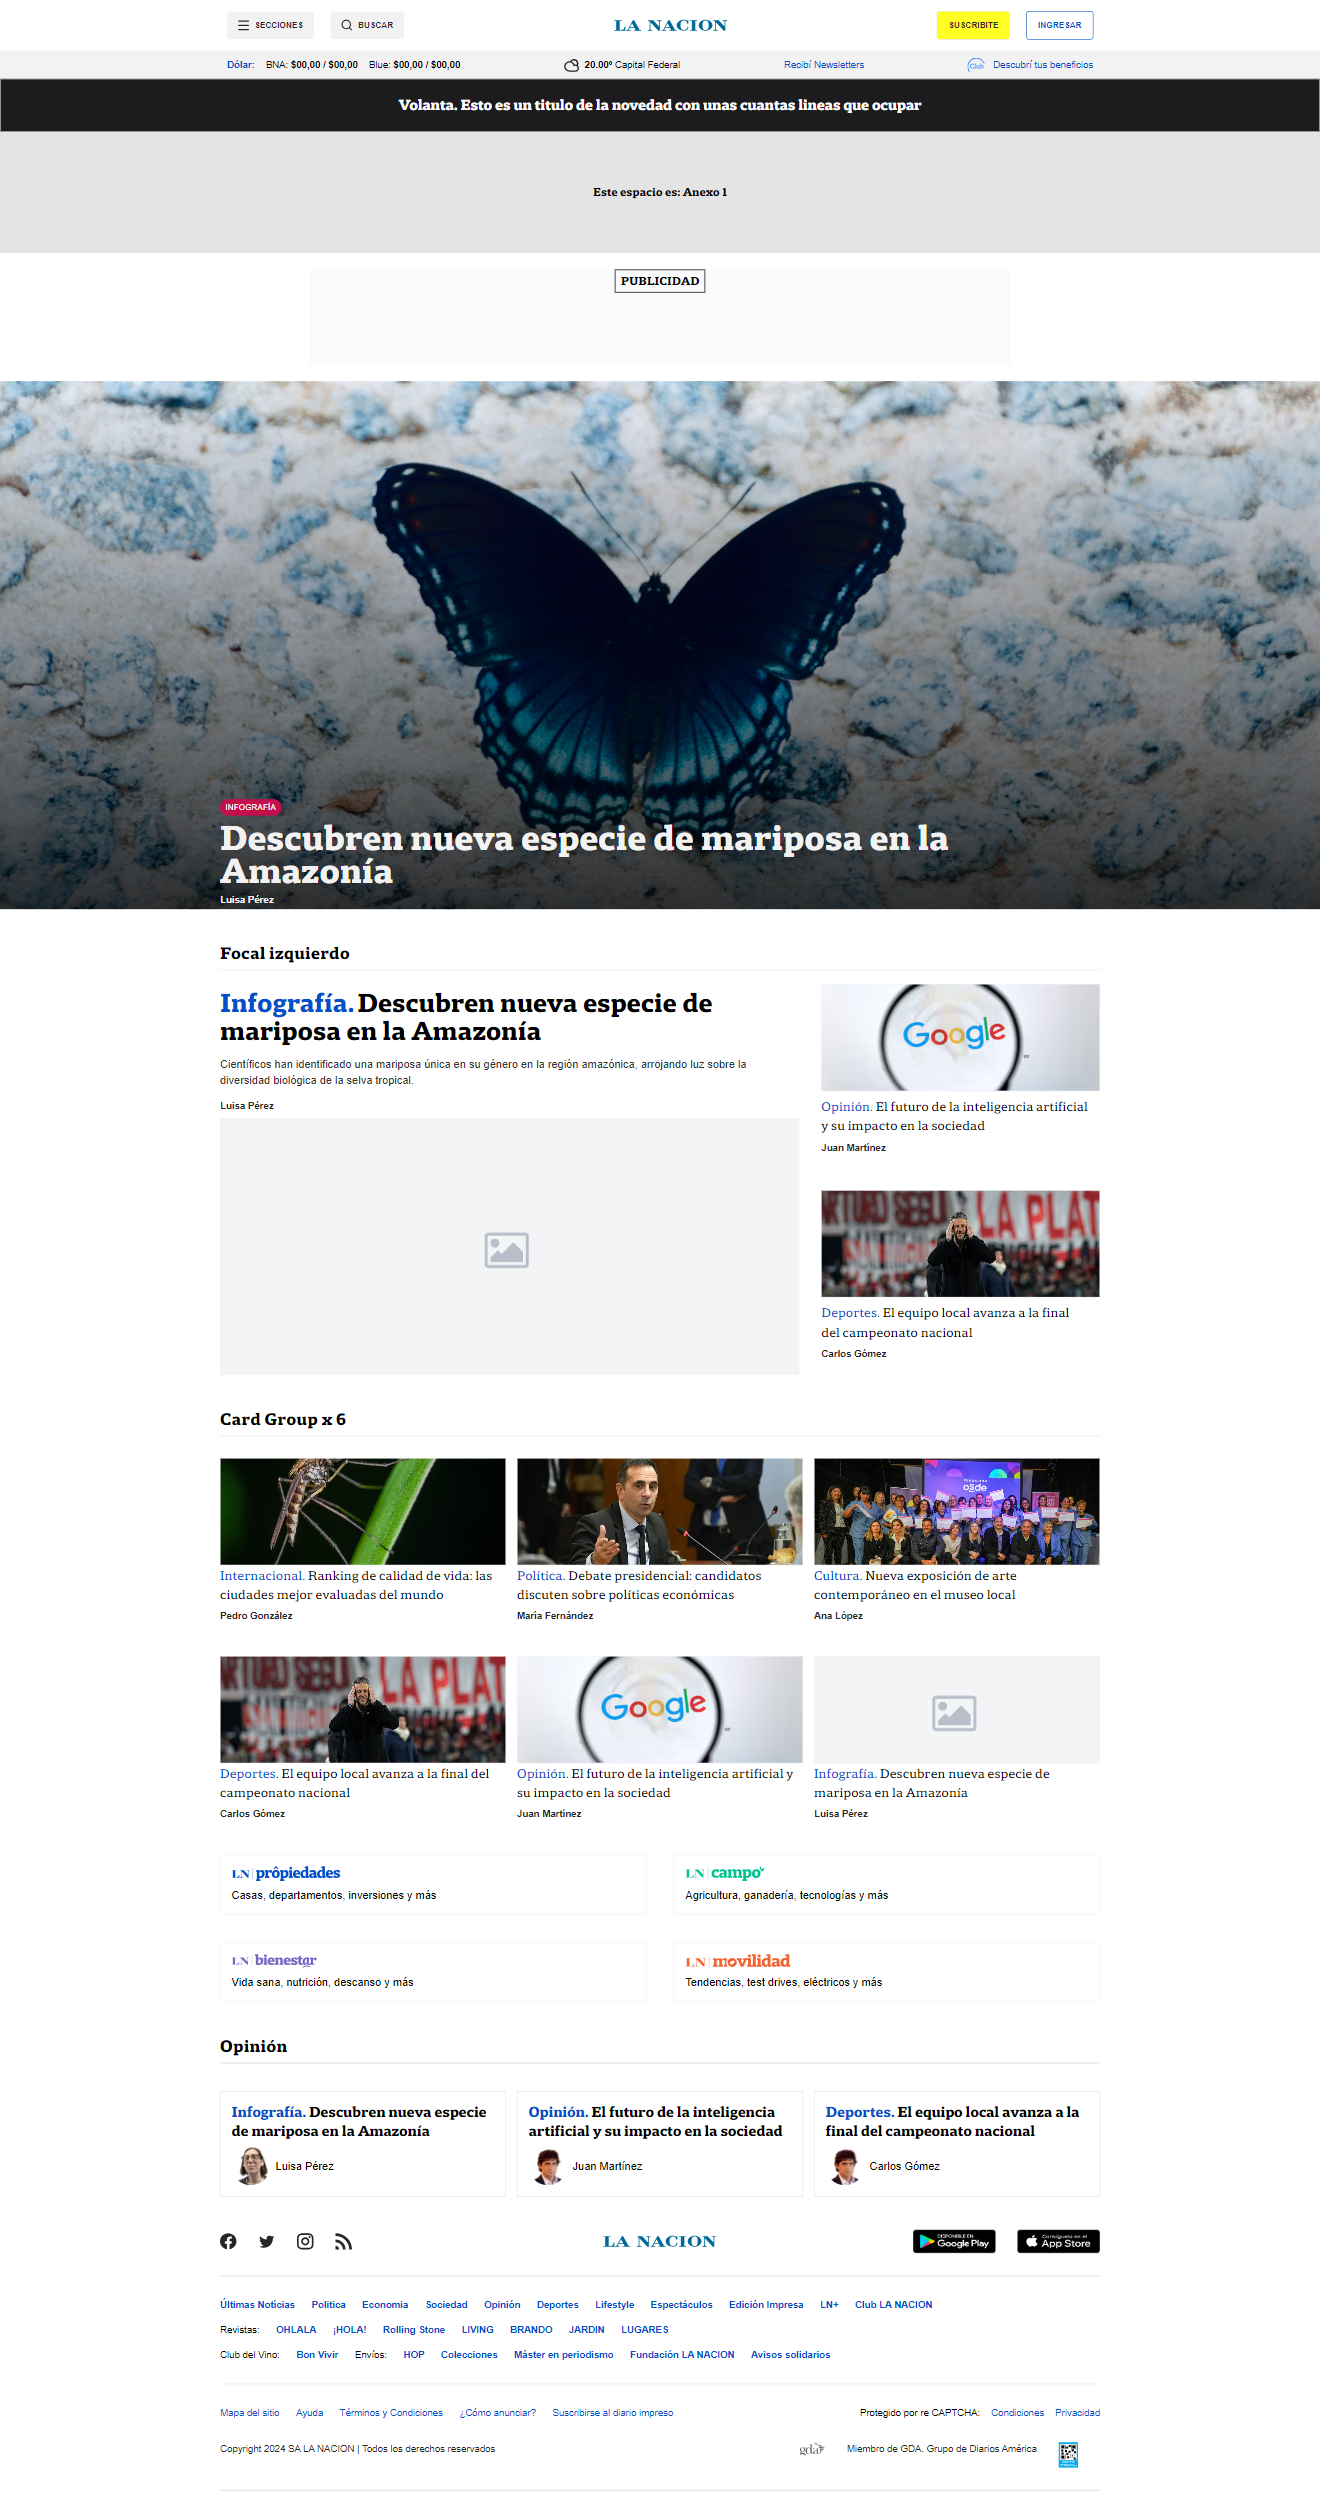 SECCIONES
BUSCAR
LA NACION
SUSCRIBITE
INGRESAR
Dólar: BNA: $00,00 / $00,00 Blue: $00,00 / $00,00
20.00º Capital Federal
Recibí Newsletters
Club Descubrí tus beneficios
Volanta. Esto es un titulo de la novedad con unas cuantas lineas que ocupar
Este espacio es: Anexo 1
PUBLICIDAD
INFOGRAFÍA
Descubren nueva especie de mariposa en la
Amazonía
Luisa Pérez
Focal izquierdo
Infografía. Descubren nueva especie de
mariposa en la Amazonía
Científicos han identificado una mariposa única en su género en la región amazónica, arrojando luz sobre la
diversidad biológica de la selva tropical.
Luisa Pérez
Google
Opinión. El futuro de la inteligencia artificial
y su impacto en la sociedad
Juan Martínez
LA PLAT
Deportes. El equipo local avanza a la final
del campeonato nacional
Carlos Gómez
Card Group x 6
Internacional. Ranking de calidad de vida: las
ciudades mejor evaluadas del mundo
Pedro González
Política. Debate presidencial: candidatos
discuten sobre políticas económicas
María Fernández
osde
Cultura. Nueva exposición de arte
contemporáneo en el museo local
Ana López
LA PLAT
Deportes. El equipo local avanza a la final del
campeonato nacional
Carlos Gómez
Google
Opinión. El futuro de la inteligencia artificial y
su impacto en la sociedad
Juan Martínez
Infografía. Descubren nueva especie de
mariposa en la Amazonía
Luisa Pérez
LN propiedades
Casas, departamentos, inversiones y más
LN campo
Agricultura, ganadería, tecnologías y más
LN bienestar
Vida sana, nutrición, descanso y más
LN movilidad
Tendencias, test drives, eléctricos y más
Opinión
Infografía. Descubren nueva especie
de mariposa en la Amazonía
Luisa Pérez
Opinión. El futuro de la inteligencia
artificial y su impacto en la sociedad
Juan Martínez
Deportes. El equipo local avanza a la
final del campeonato nacional
Carlos Gómez
LA NACION
DISPONIBLE EN
Google Play
Consíguelo en el
App Store
Últimas Noticias Politica Economia Sociedad Opinión Deportes Lifestyle Espectáculos Edición Impresa LN+ Club LA NACION
Revistas: OHLALA ¡HOLA! Rolling Stone LIVING BRANDO JARDIN LUGARES
Club del Vino: Bon Vivir Envíos: HOP Colecciones Máster en periodismo Fundación LA NACION Avisos solidarios
Mapa del sitio Ayuda Términos y Condiciones ¿Cómo anunciar? Suscribirse al diario impreso
Protegido por re CAPTCHA: Condiciones Privacidad
Copyright 2024 SA LA NACION | Todos los derechos reservados
gda
Miembro de GDA. Grupo de Diarios América